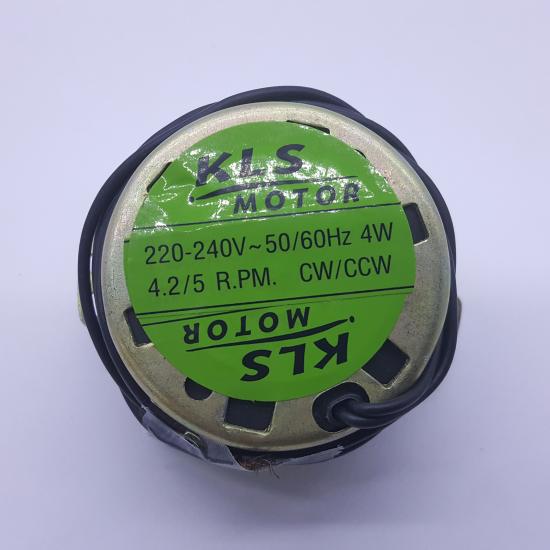 KLS
MOTOR
220-240V~50/60Hz 4W
4.2/5 R.PM. CW/CCW
KLS
MOTOR